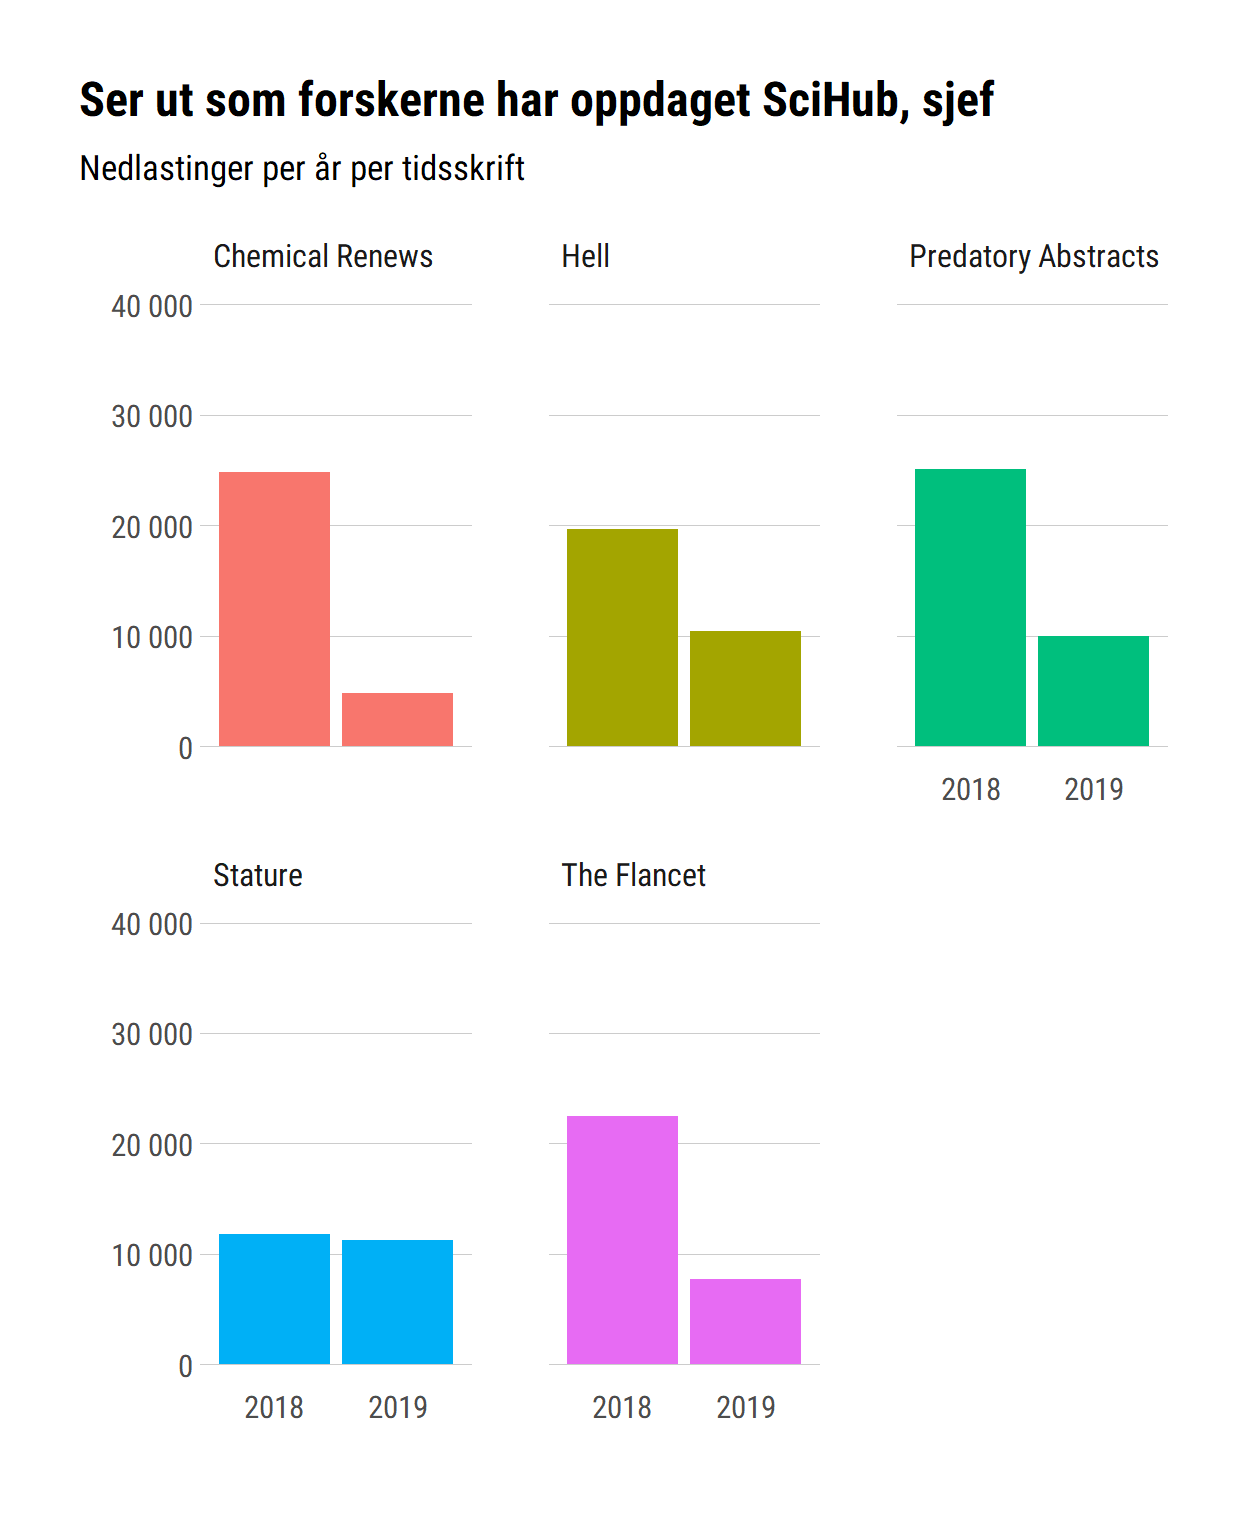 Ser ut som forskerne har oppdaget SciHub, sjef
Nedlastinger per år per tidsskrift
Chemical Renews
Hell
Predatory Abstracts
40 000
30 000
20 000
10 000
0
2018 2019
Stature
The Flancet
40 000
30 000
20 000
10 000
0
2018 2019
2018 2019